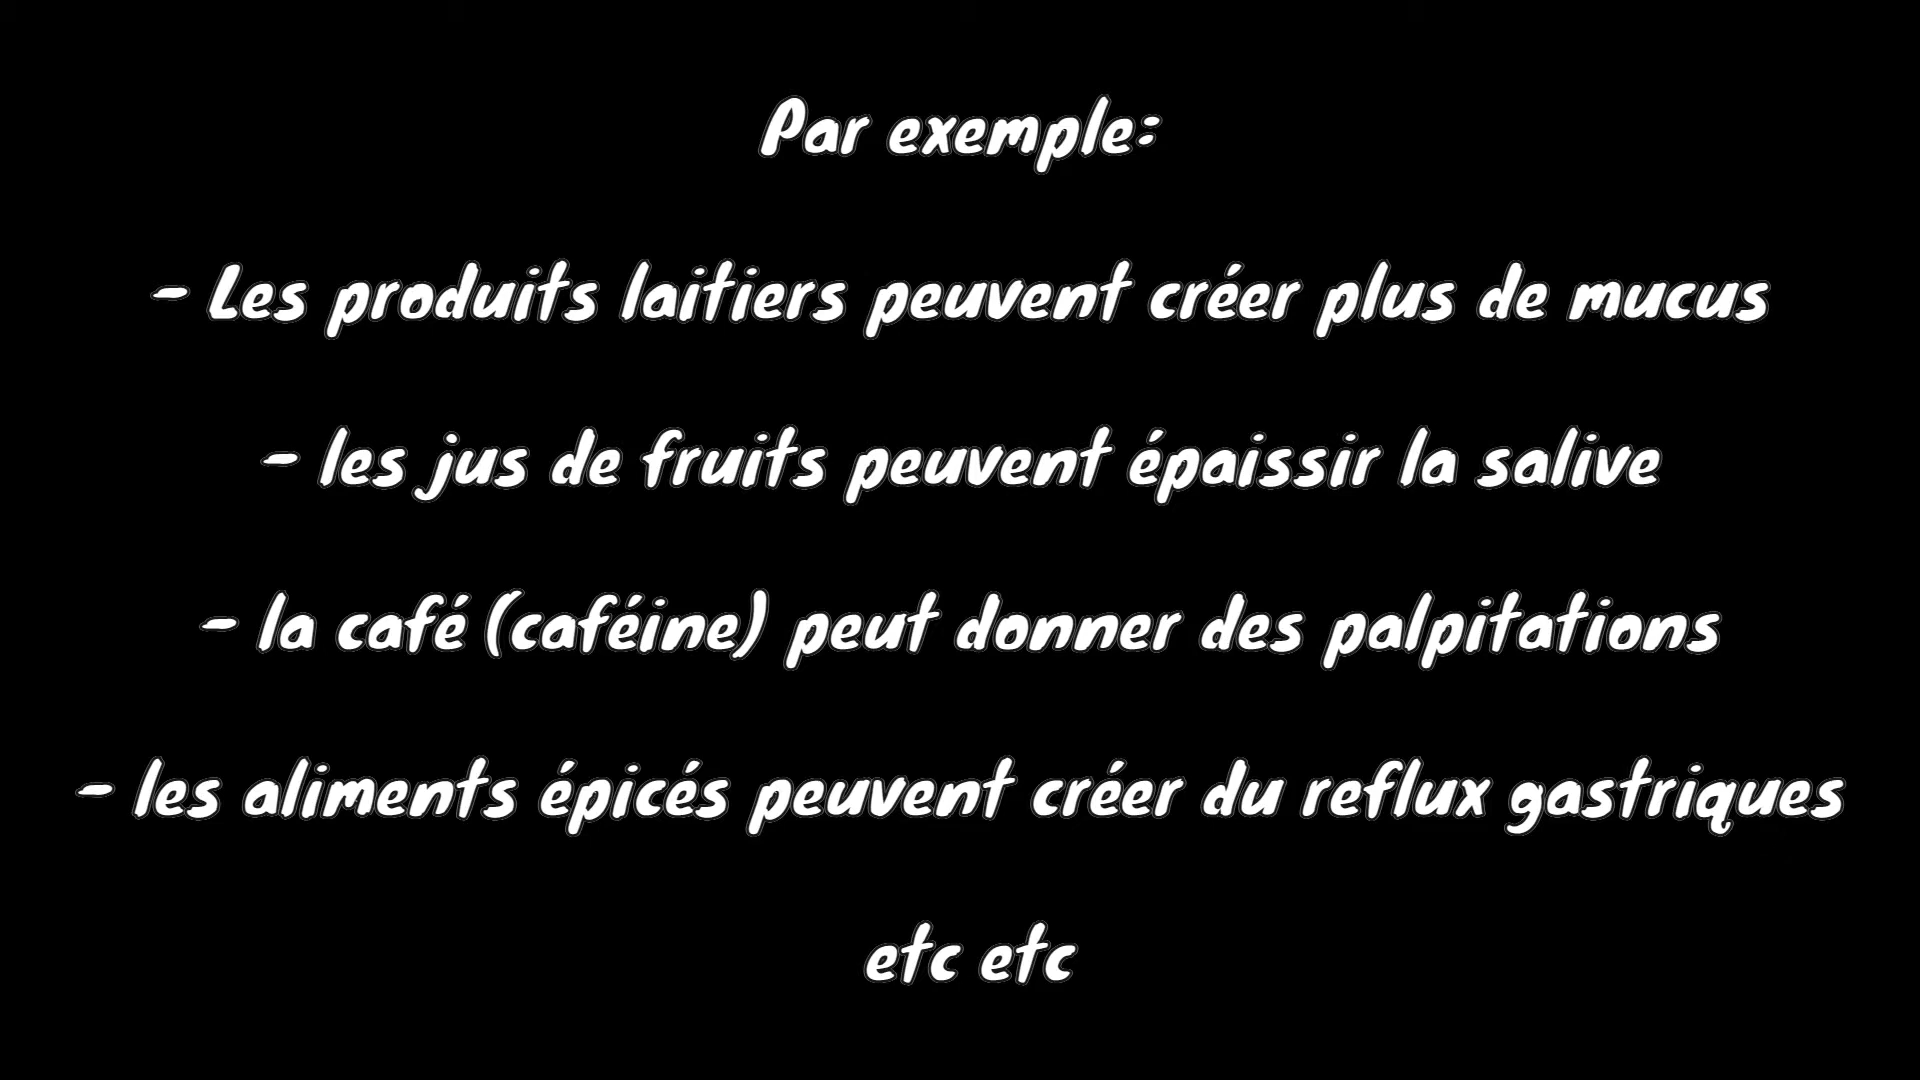 Par exemple:
- Les produits laitiers peuvent créer plus de mucus
- les jus de fruits peuvent épaissir la salive
- la café (caféine) peut donner des palpitations
- les aliments épicés peuvent créer du reflux gastriques
etc etc